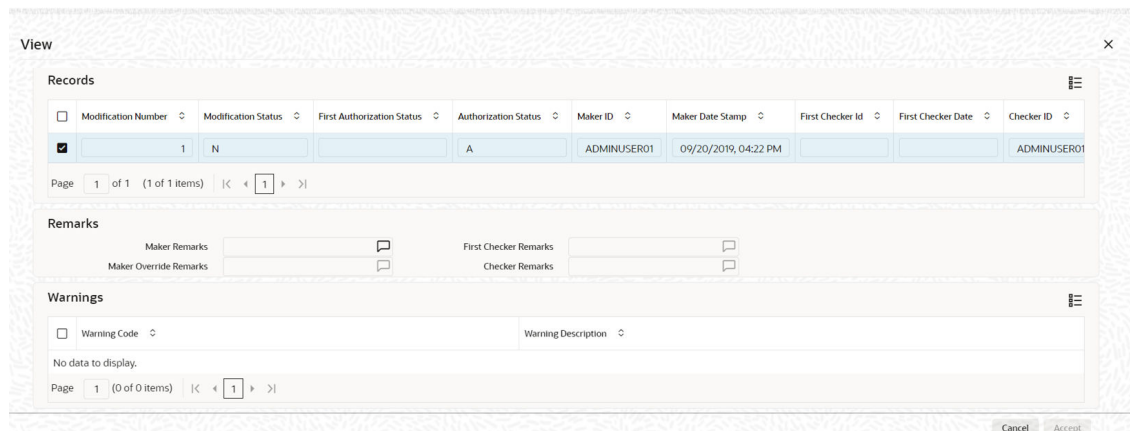 View
Records
Modification Number Modification Status First Authorization Status Authorization Status Maker ID Maker Date Stamp First Checker Id First Checker Date Checker ID
1 N A ADMINUSER01 09/20/2019, 04:22 PM ADMINUSER01
Page 1 of 1 (1 of 1 items) 1
Remarks
Maker Remarks First Checker Remarks
Maker Override Remarks Checker Remarks
Warnings
Warning Code Warning Description
No data to display.
Page 1 (0 of 0 items) 1
Cancel Accept